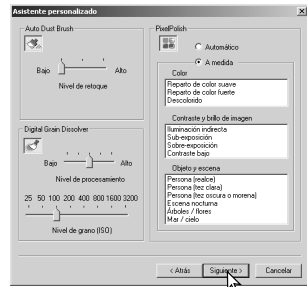 Asistente personalizado
Auto Dust Brush
Bajo
Alto
Nivel de retoque
Digital Grain Dissolver
Bajo
Alto
Nivel de procesamiento
25 50 100 200 400 800 1600 3200
Nivel de grano (ISO)
PixelPolish
Automático
A medida
Color
Reparto de color suave
Reparto de color fuerte
Descolorido
Contraste y brillo de imagen
Iluminación indirecta
Sub-exposición
Sobre-exposición
Contraste bajo
Objeto y escena
Persona (realce)
Persona (tez clara)
Persona (tez oscura o morena)
Escena nocturna
Árboles / flores
Mar / cielo
< Atrás
Siguiente >
Cancelar